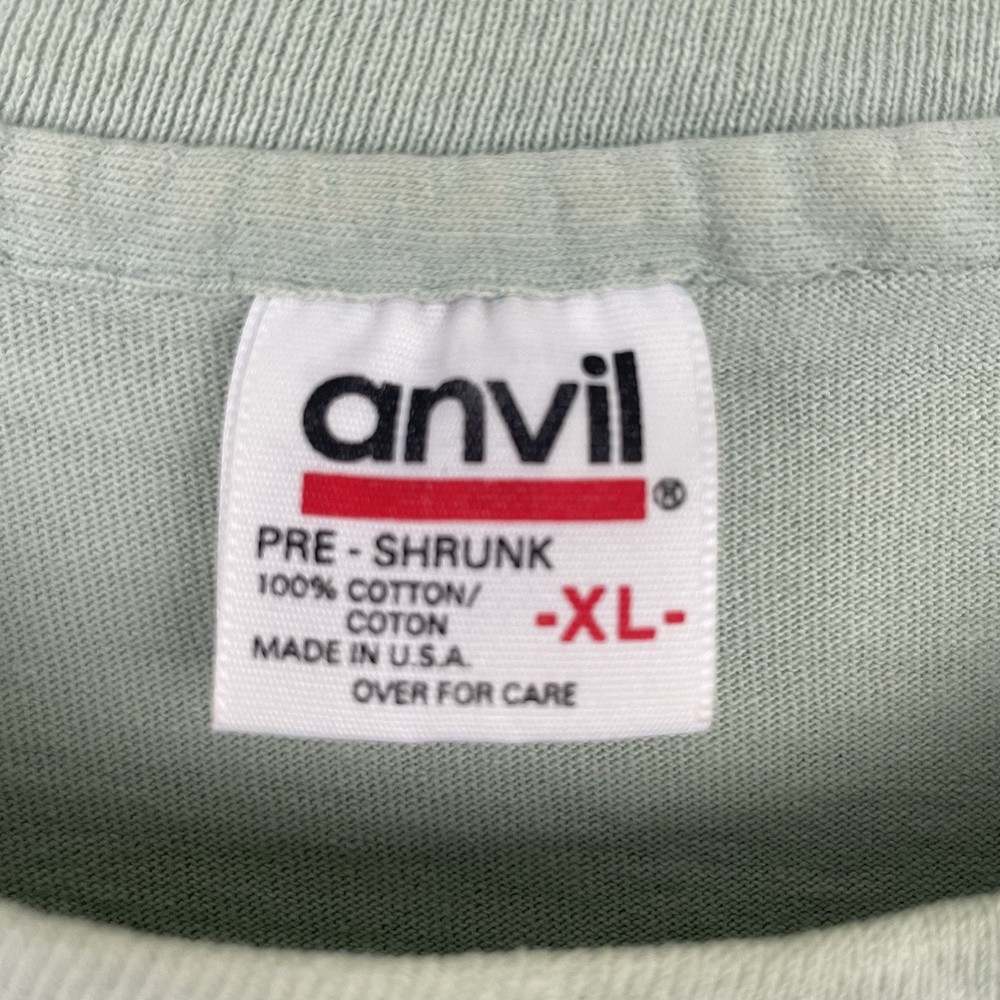 anvil
®
PRE - SHRUNK
100% COTTON/
COTON
-XL-
MADE IN U.S.A.
OVER FOR CARE